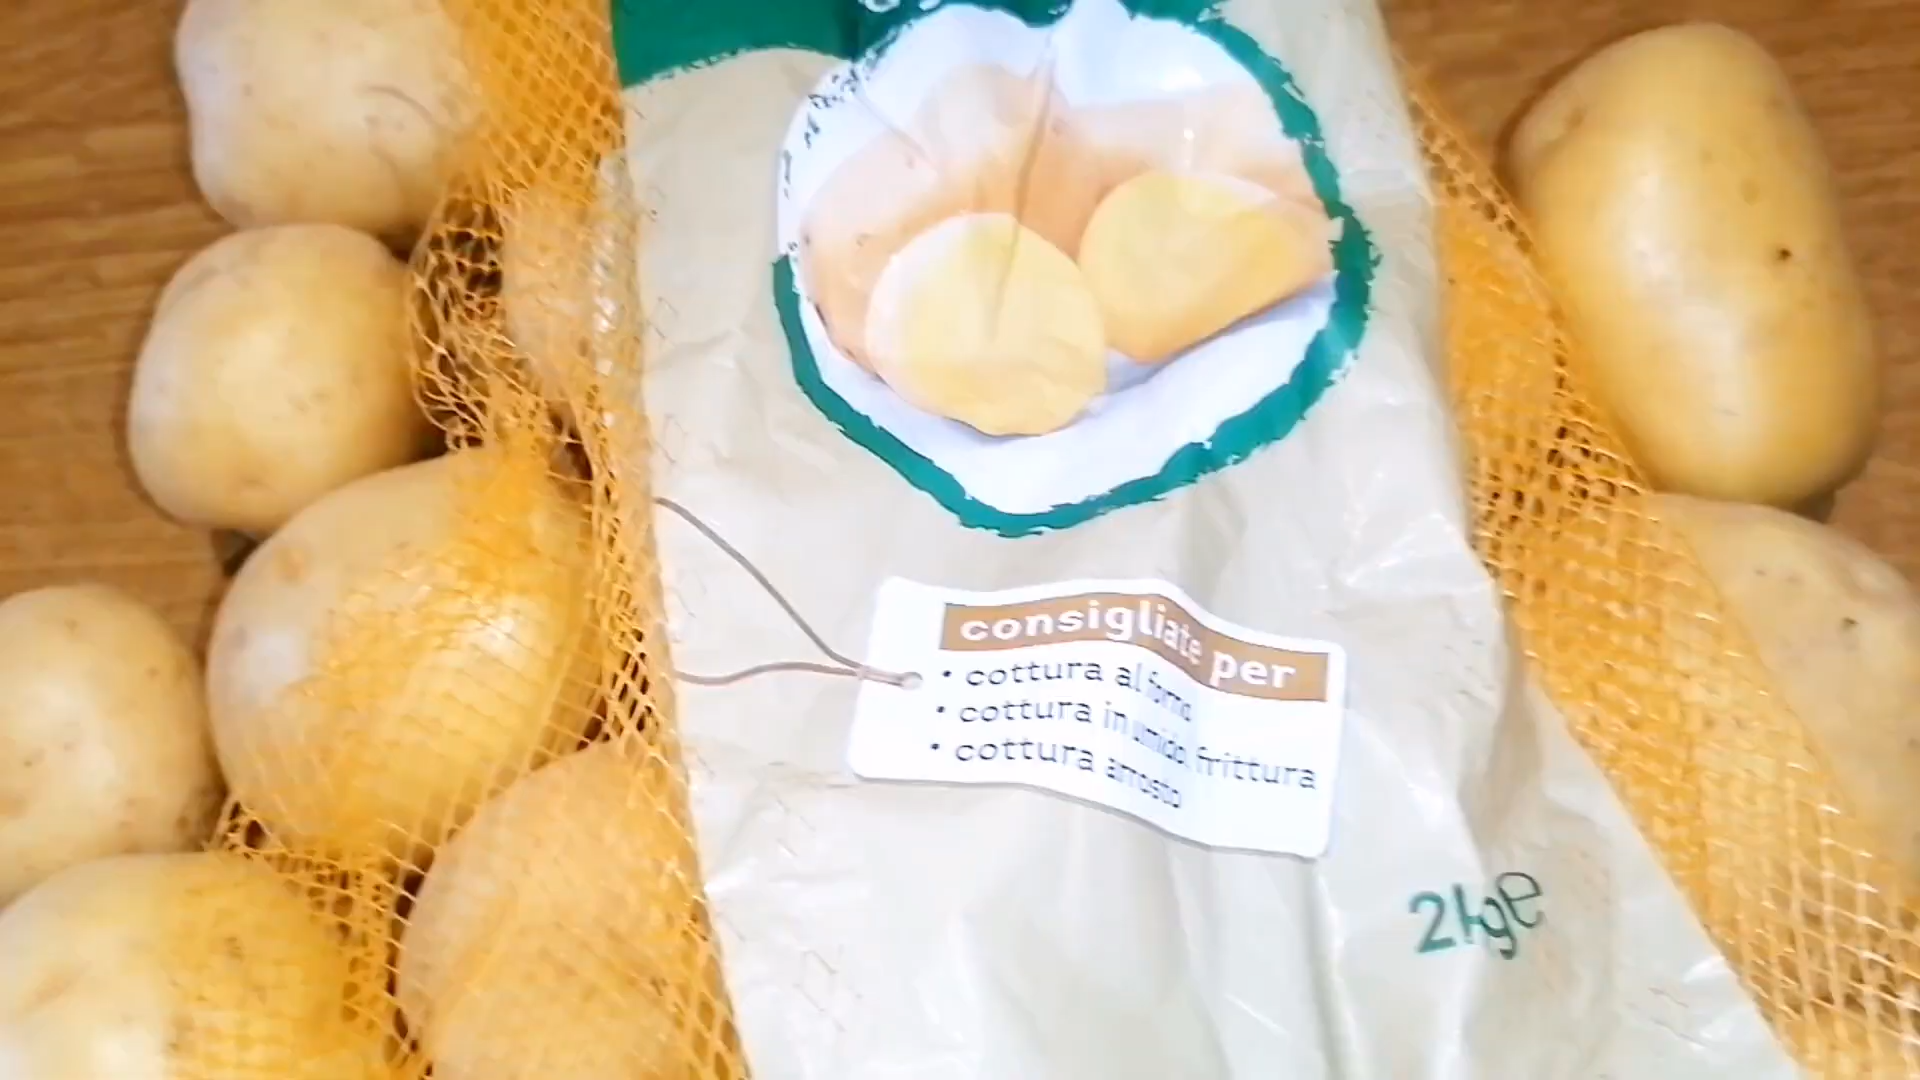 consigliate per
• cottura al forno
• cottura in umido, frittura
• cottura arrosto
2kg e